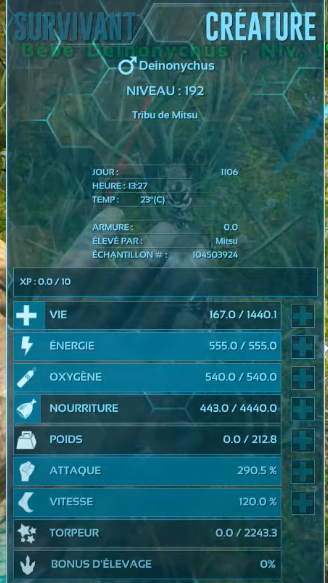 SURVIVANT CRÉATURE
Bébé Deinonychus - Niv. 1
Deinonychus
NIVEAU : 192
Tribu de Mitsu
JOUR : 1106
HEURE : 13:27
TEMP : 23°(C)
ARMURE : 0.0
ÉLEVÉ PAR : Mitsu
ÉCHANTILLON # : 104503924
XP : 0.0 / 10
VIE 167.0 / 1440.1
ÉNERGIE 555.0 / 555.0
OXYGÈNE 540.0 / 540.0
NOURRITURE 443.0 / 4440.0
POIDS 0.0 / 212.8
ATTAQUE 290.5 %
VITESSE 120.0 %
TORPEUR 0.0 / 2243.3
BONUS D'ÉLEVAGE 0%